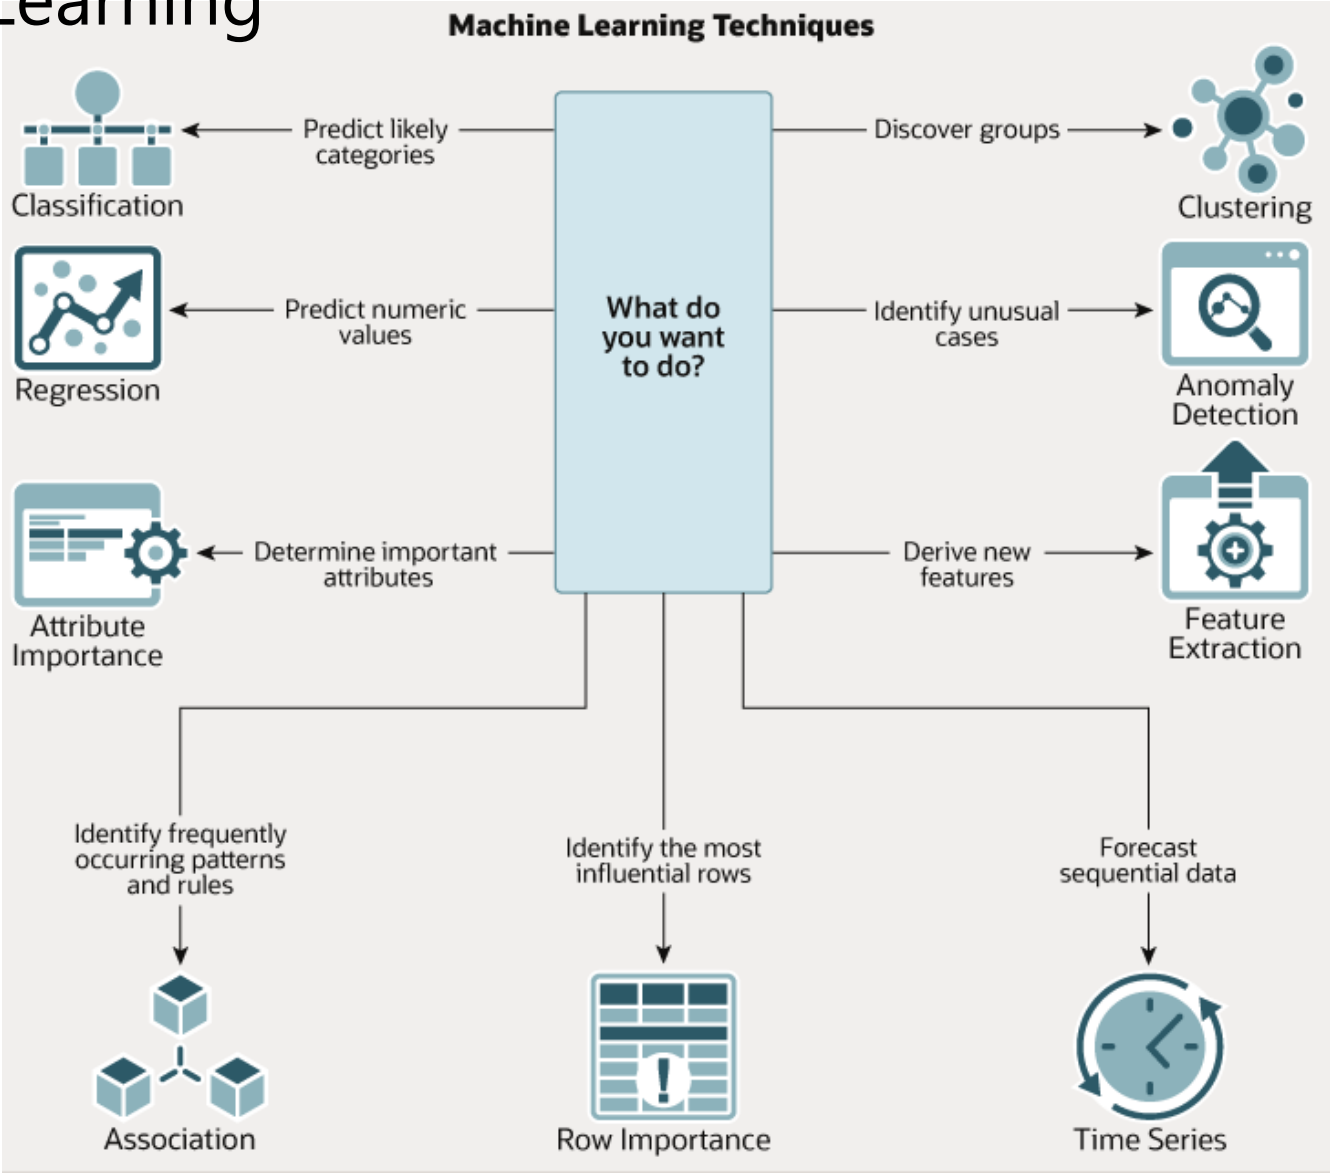 Learning
Machine Learning Techniques
Predict likely
categories
Classification
Discover groups
Clustering
Predict numeric
values
Regression
What do
you want
to do?
Identify unusual
cases
Anomaly
Detection
Determine important
attributes
Attribute
Importance
Derive new
features
Feature
Extraction
Identify frequently
occurring patterns
and rules
Association
Identify the most
influential rows
Row Importance
Forecast
sequential data
Time Series